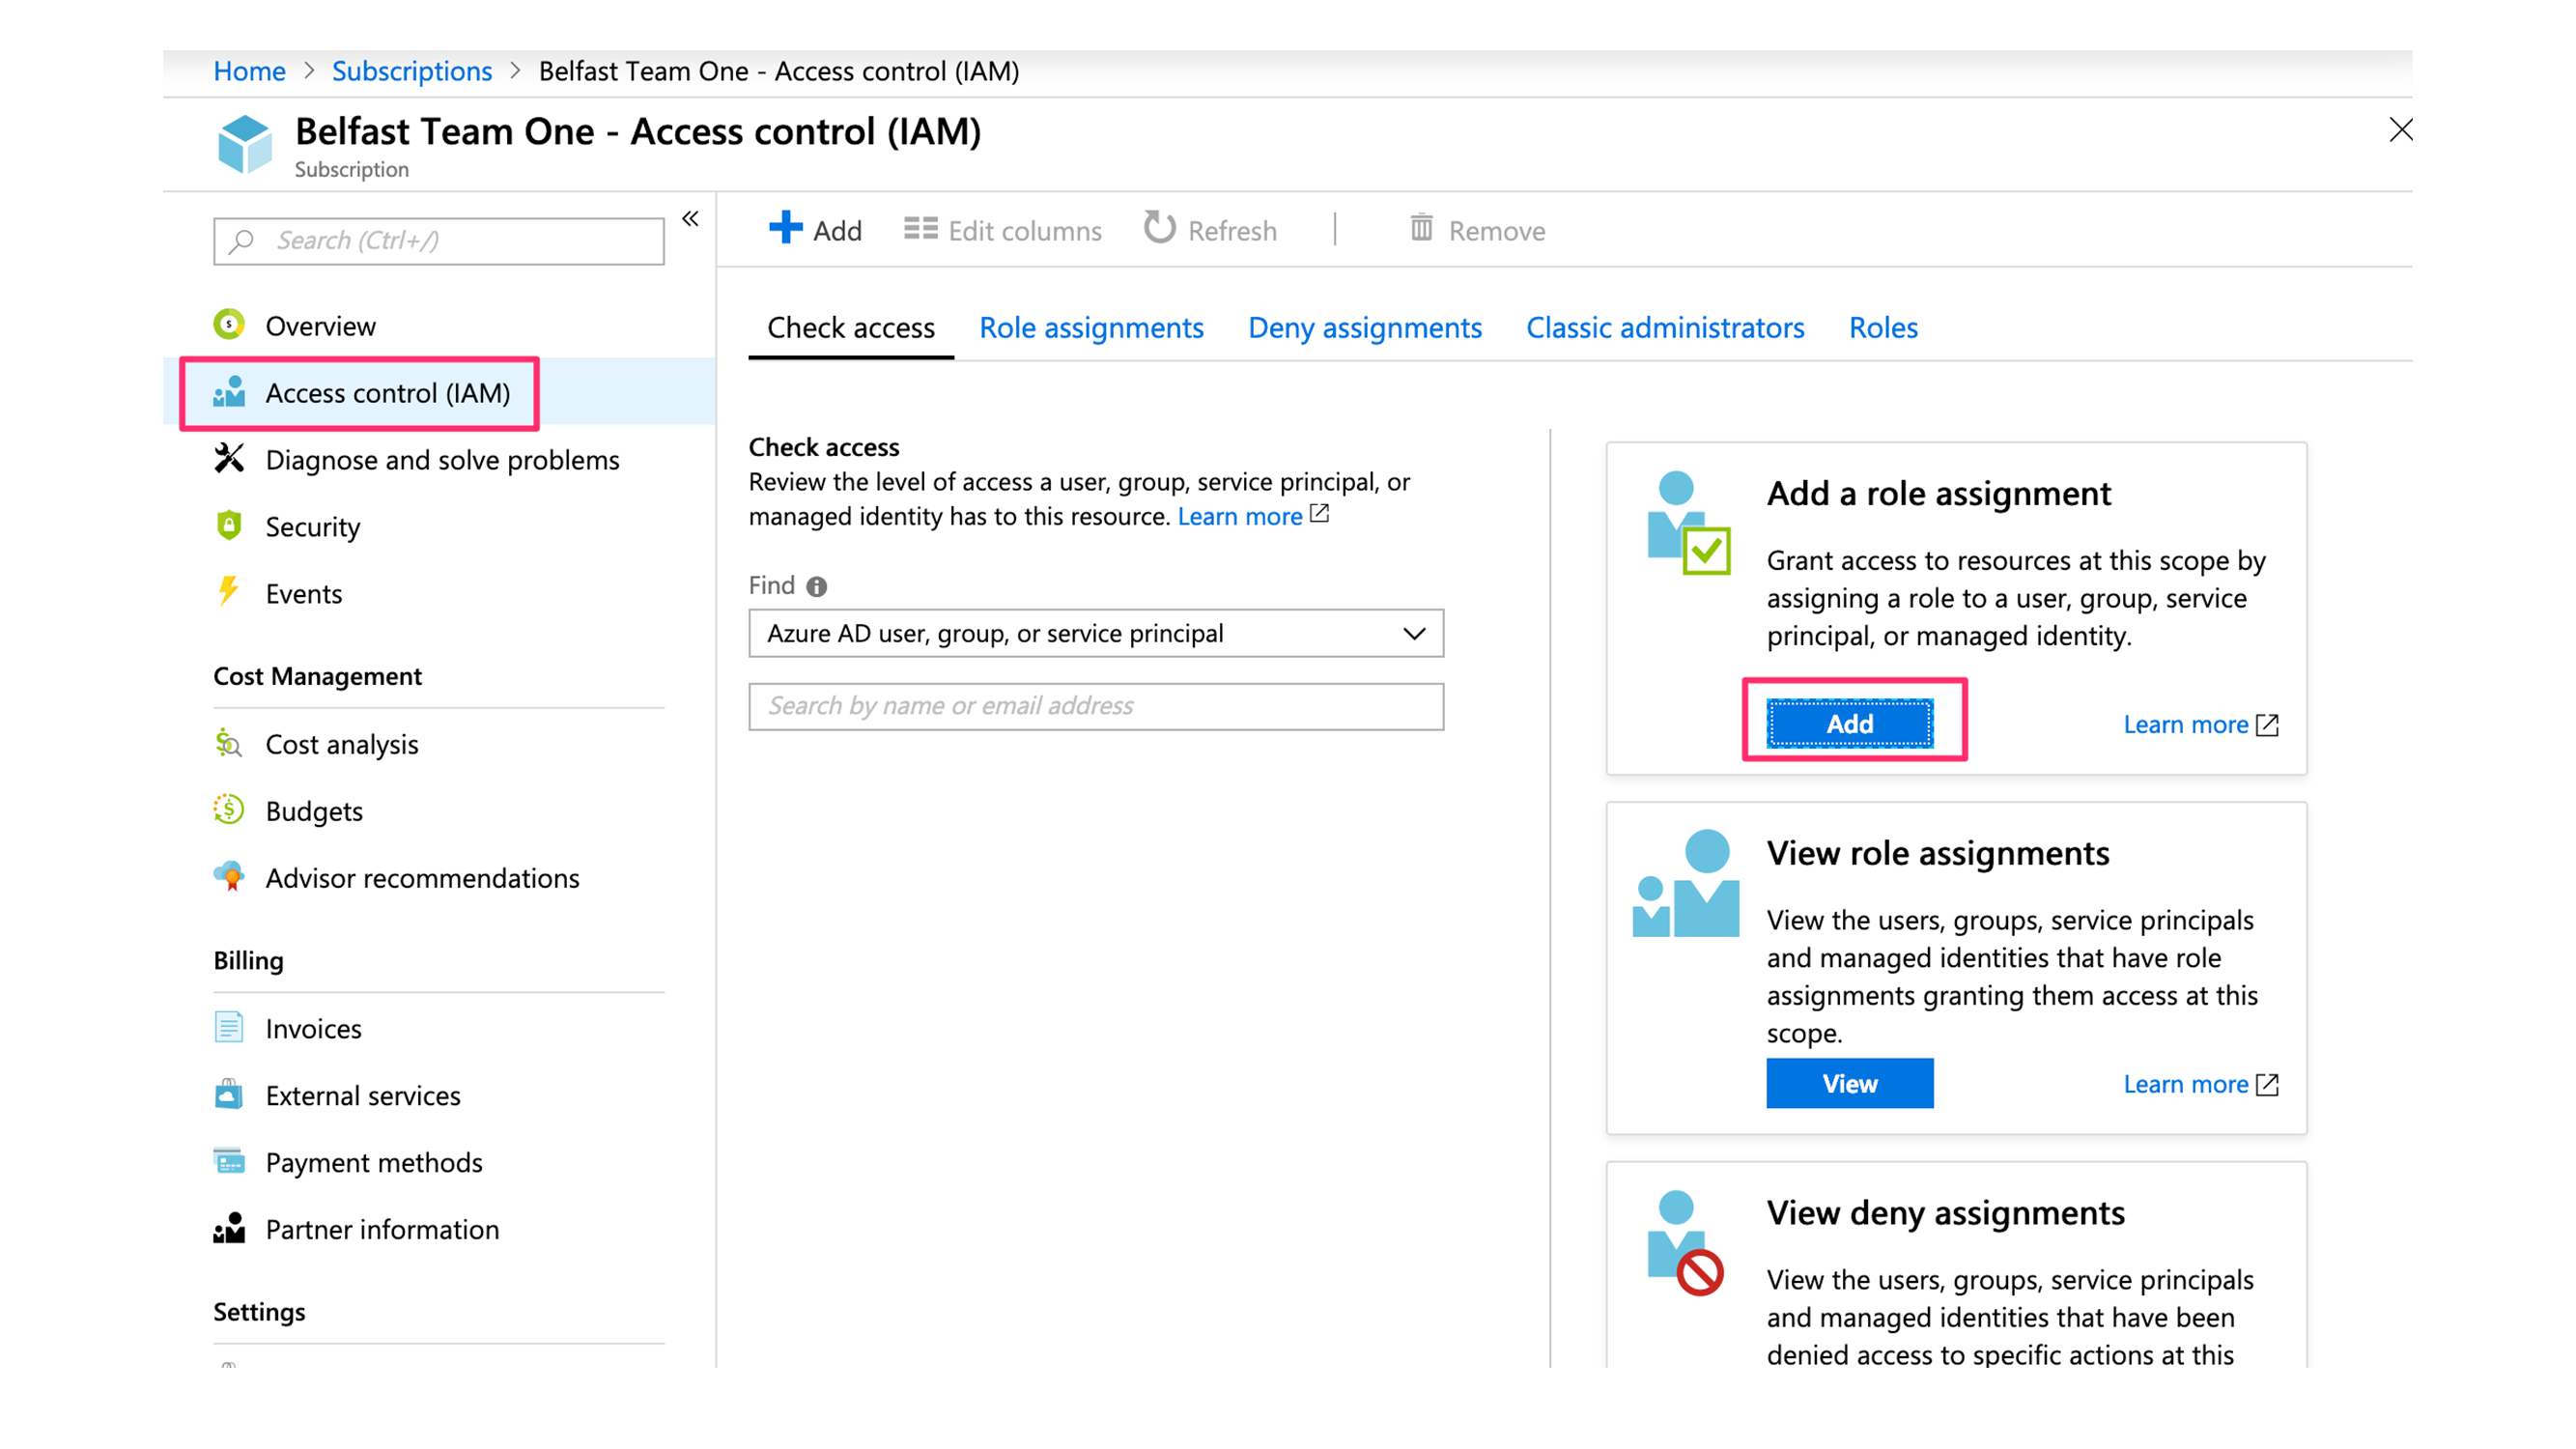 Home > Subscriptions > Belfast Team One - Access control (IAM)
Belfast Team One - Access control (IAM)
Subscription
Search (Ctrl+/)
«
Overview
Access control (IAM)
Diagnose and solve problems
Security
Events
Cost Management
Cost analysis
Budgets
Advisor recommendations
Billing
Invoices
External services
Payment methods
Partner information
Settings
Add Edit columns Refresh | Remove
Check access Role assignments Deny assignments Classic administrators Roles
Check access
Review the level of access a user, group, service principal, or
managed identity has to this resource. Learn more
Find
Azure AD user, group, or service principal
Search by name or email address
Add a role assignment
Grant access to resources at this scope by
assigning a role to a user, group, service
principal, or managed identity.
Add Learn more
View role assignments
View the users, groups, service principals
and managed identities that have role
assignments granting them access at this
scope.
View Learn more
View deny assignments
View the users, groups, service principals
and managed identities that have been
denied access to specific actions at this